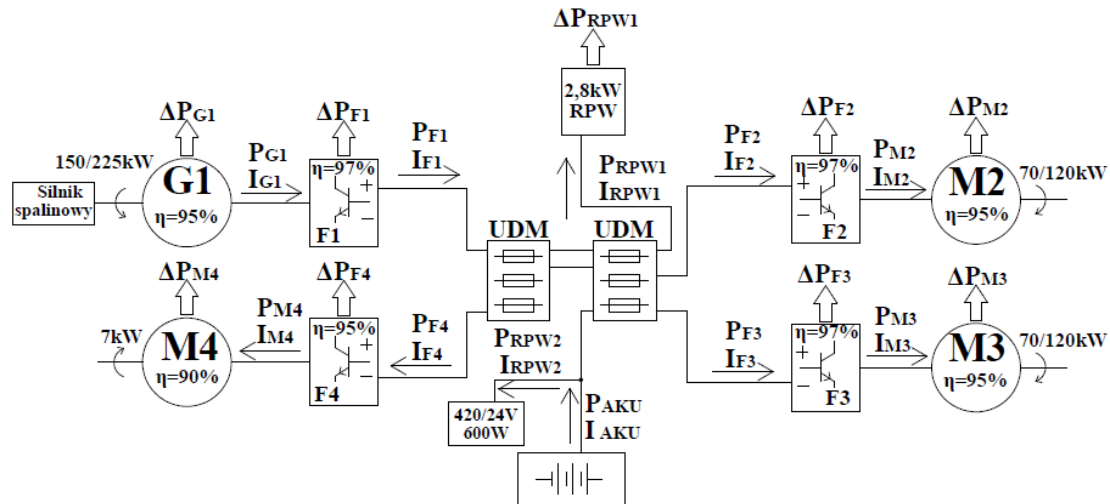 ΔPRPW1
2,8kW
RPW
PRPW1
IRPW1
ΔPG1
ΔPF1
150/225kW
Silnik
spalinowy
G1
η=95%
PG1
IG1
η=97%
+
−
F1
PF1
IF1
UDM
UDM
PF2
IF2
ΔPF2
η=97%
+
−
F2
PM2
IM2
ΔPM2
M2
η=95%
70/120kW
ΔPM4
7kW
M4
η=90%
PM4
IM4
ΔPF4
η=95%
+
−
F4
PF4
IF4
PRPW2
IRPW2
420/24V
600W
PAKU
I AKU
PF3
IF3
ΔPF3
η=97%
+
−
F3
PM3
IM3
ΔPM3
M3
η=95%
70/120kW